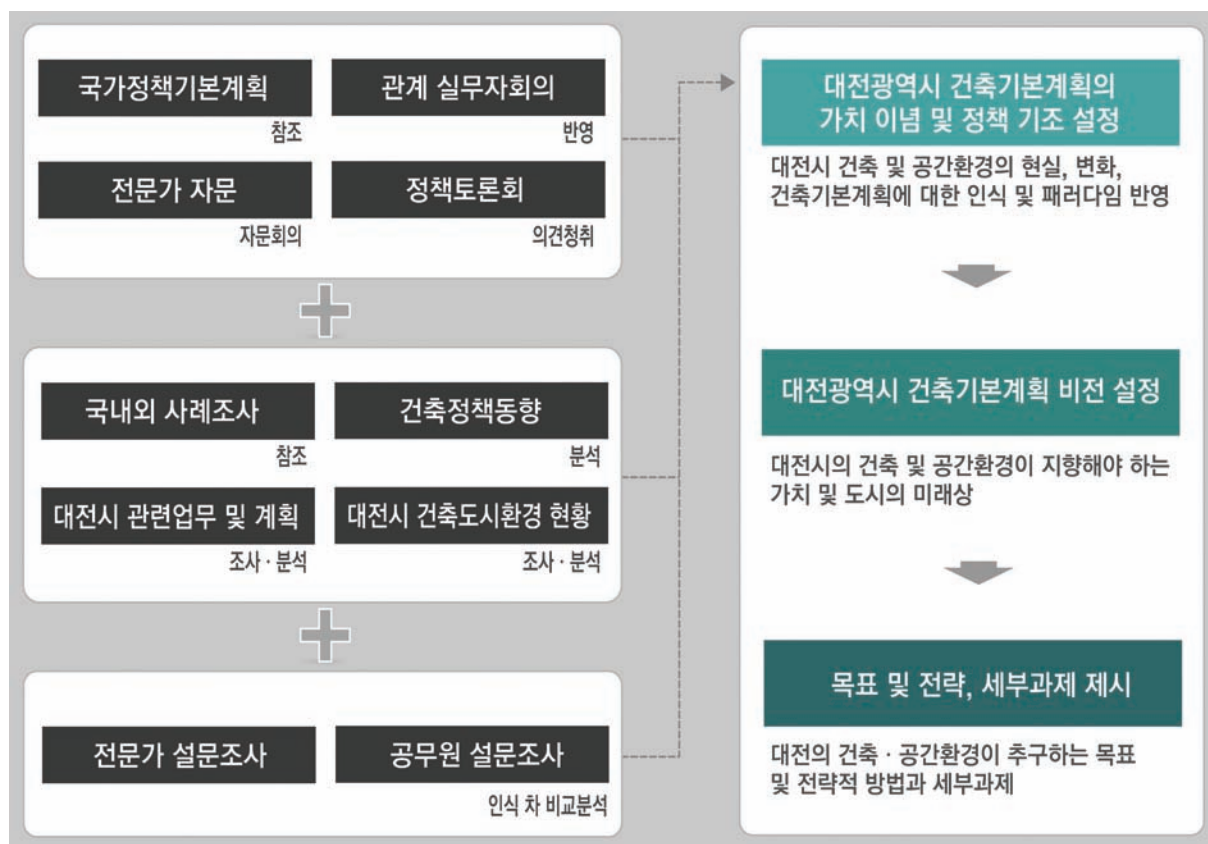 국가정책기본계획
참조
관계 실무자회의
반영
전문가 자문
자문회의
정책토론회
의견청취
국내외 사례조사
참조
건축정책동향
분석
대전시 관련업무 및 계획
조사·분석
대전시 건축도시환경 현황
조사·분석
전문가 설문조사
공무원 설문조사
인식 차 비교분석
대전광역시 건축기본계획의
가치 이념 및 정책 기조 설정
대전시 건축 및 공간환경의 현실, 변화,
건축기본계획에 대한 인식 및 패러다임 반영
대전광역시 건축기본계획 비전 설정
대전시의 건축 및 공간환경이 지향해야 하는
가치 및 도시의 미래상
목표 및 전략, 세부과제 제시
대전의 건축·공간환경이 추구하는 목표
및 전략적 방법과 세부과제